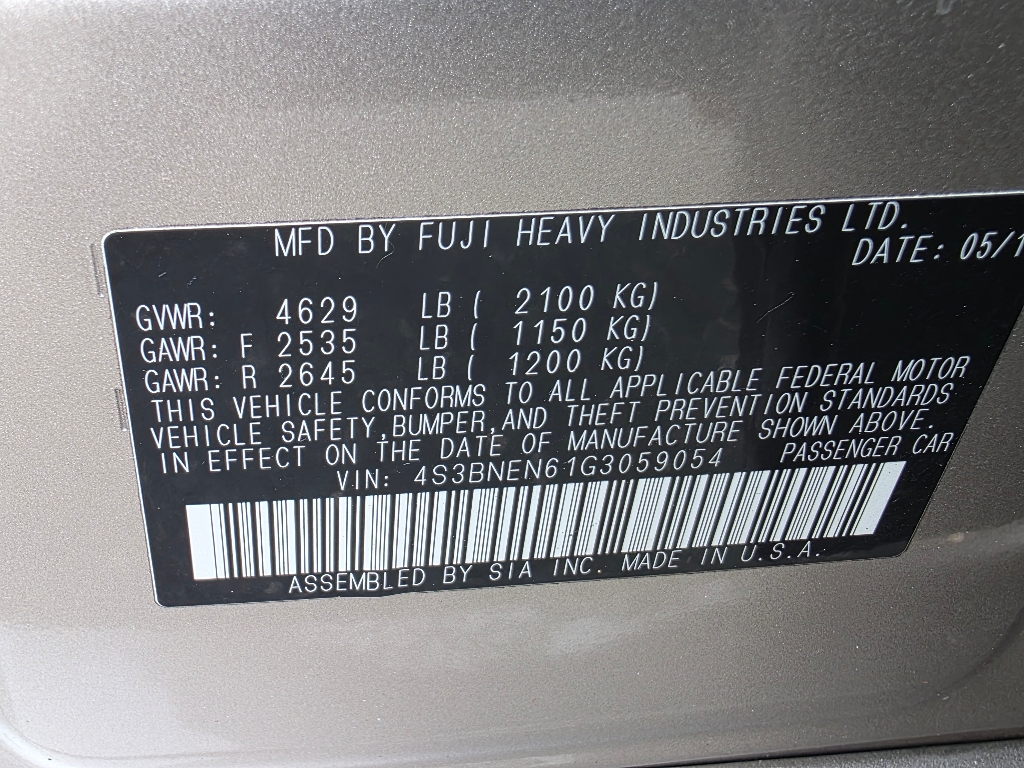 MFD BY FUJI HEAVY INDUSTRIES LTD.
DATE: 05/1
GVWR: 4629 LB ( 2100 KG)
GAWR: F 2535 LB ( 1150 KG)
GAWR: R 2645 LB ( 1200 KG)
THIS VEHICLE CONFORMS TO ALL APPLICABLE FEDERAL MOTOR
VEHICLE SAFETY,BUMPER,AND THEFT PREVENTION STANDARDS
IN EFFECT ON THE DATE OF MANUFACTURE SHOWN ABOVE.
VIN: 4S3BNEN61G3059054 PASSENGER CAR
ASSEMBLED BY SIA INC. MADE IN U.S.A.